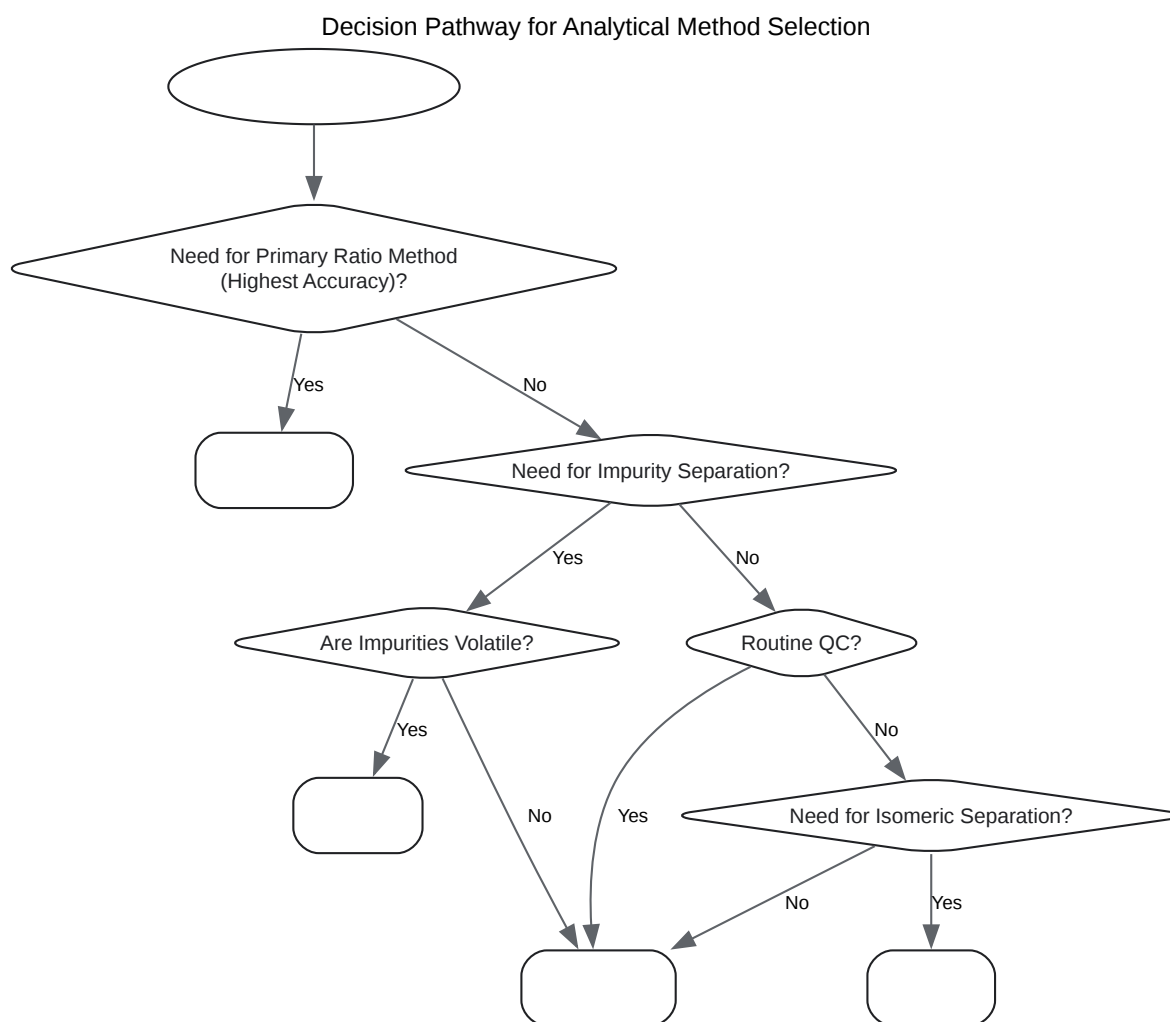 Decision Pathway for Analytical Method Selection
Need for Primary Ratio Method
(Highest Accuracy)?
Yes
No
Need for Impurity Separation?
Yes
No
Are Impurities Volatile?
Routine QC?
Yes
No
No
Yes
Need for Isomeric Separation?
No
Yes